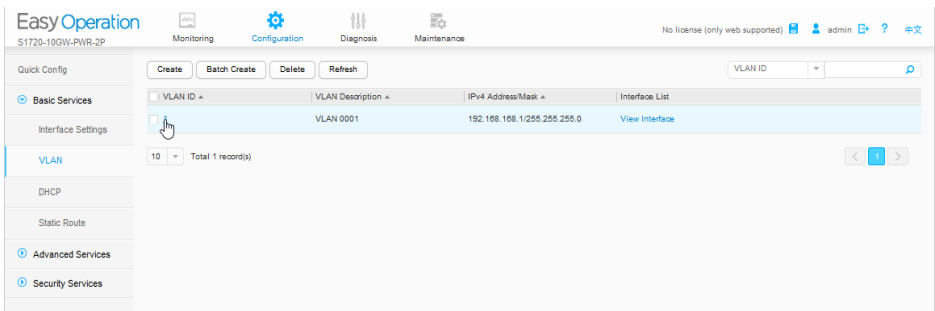 Easy Operation
S1720-10GW-PWR-2P
Monitoring
Configuration
Diagnosis
Maintenance
No license (only web supported)
admin
?
中文
Quick Config
Basic Services
Interface Settings
VLAN
DHCP
Static Route
Advanced Services
Security Services
Create
Batch Create
Delete
Refresh
VLAN ID
VLAN ID
VLAN Description
IPv4 Address/Mask
Interface List
VLAN 0001
192.168.168.1/255.255.255.0
View Interface
10
Total 1 record(s)
1